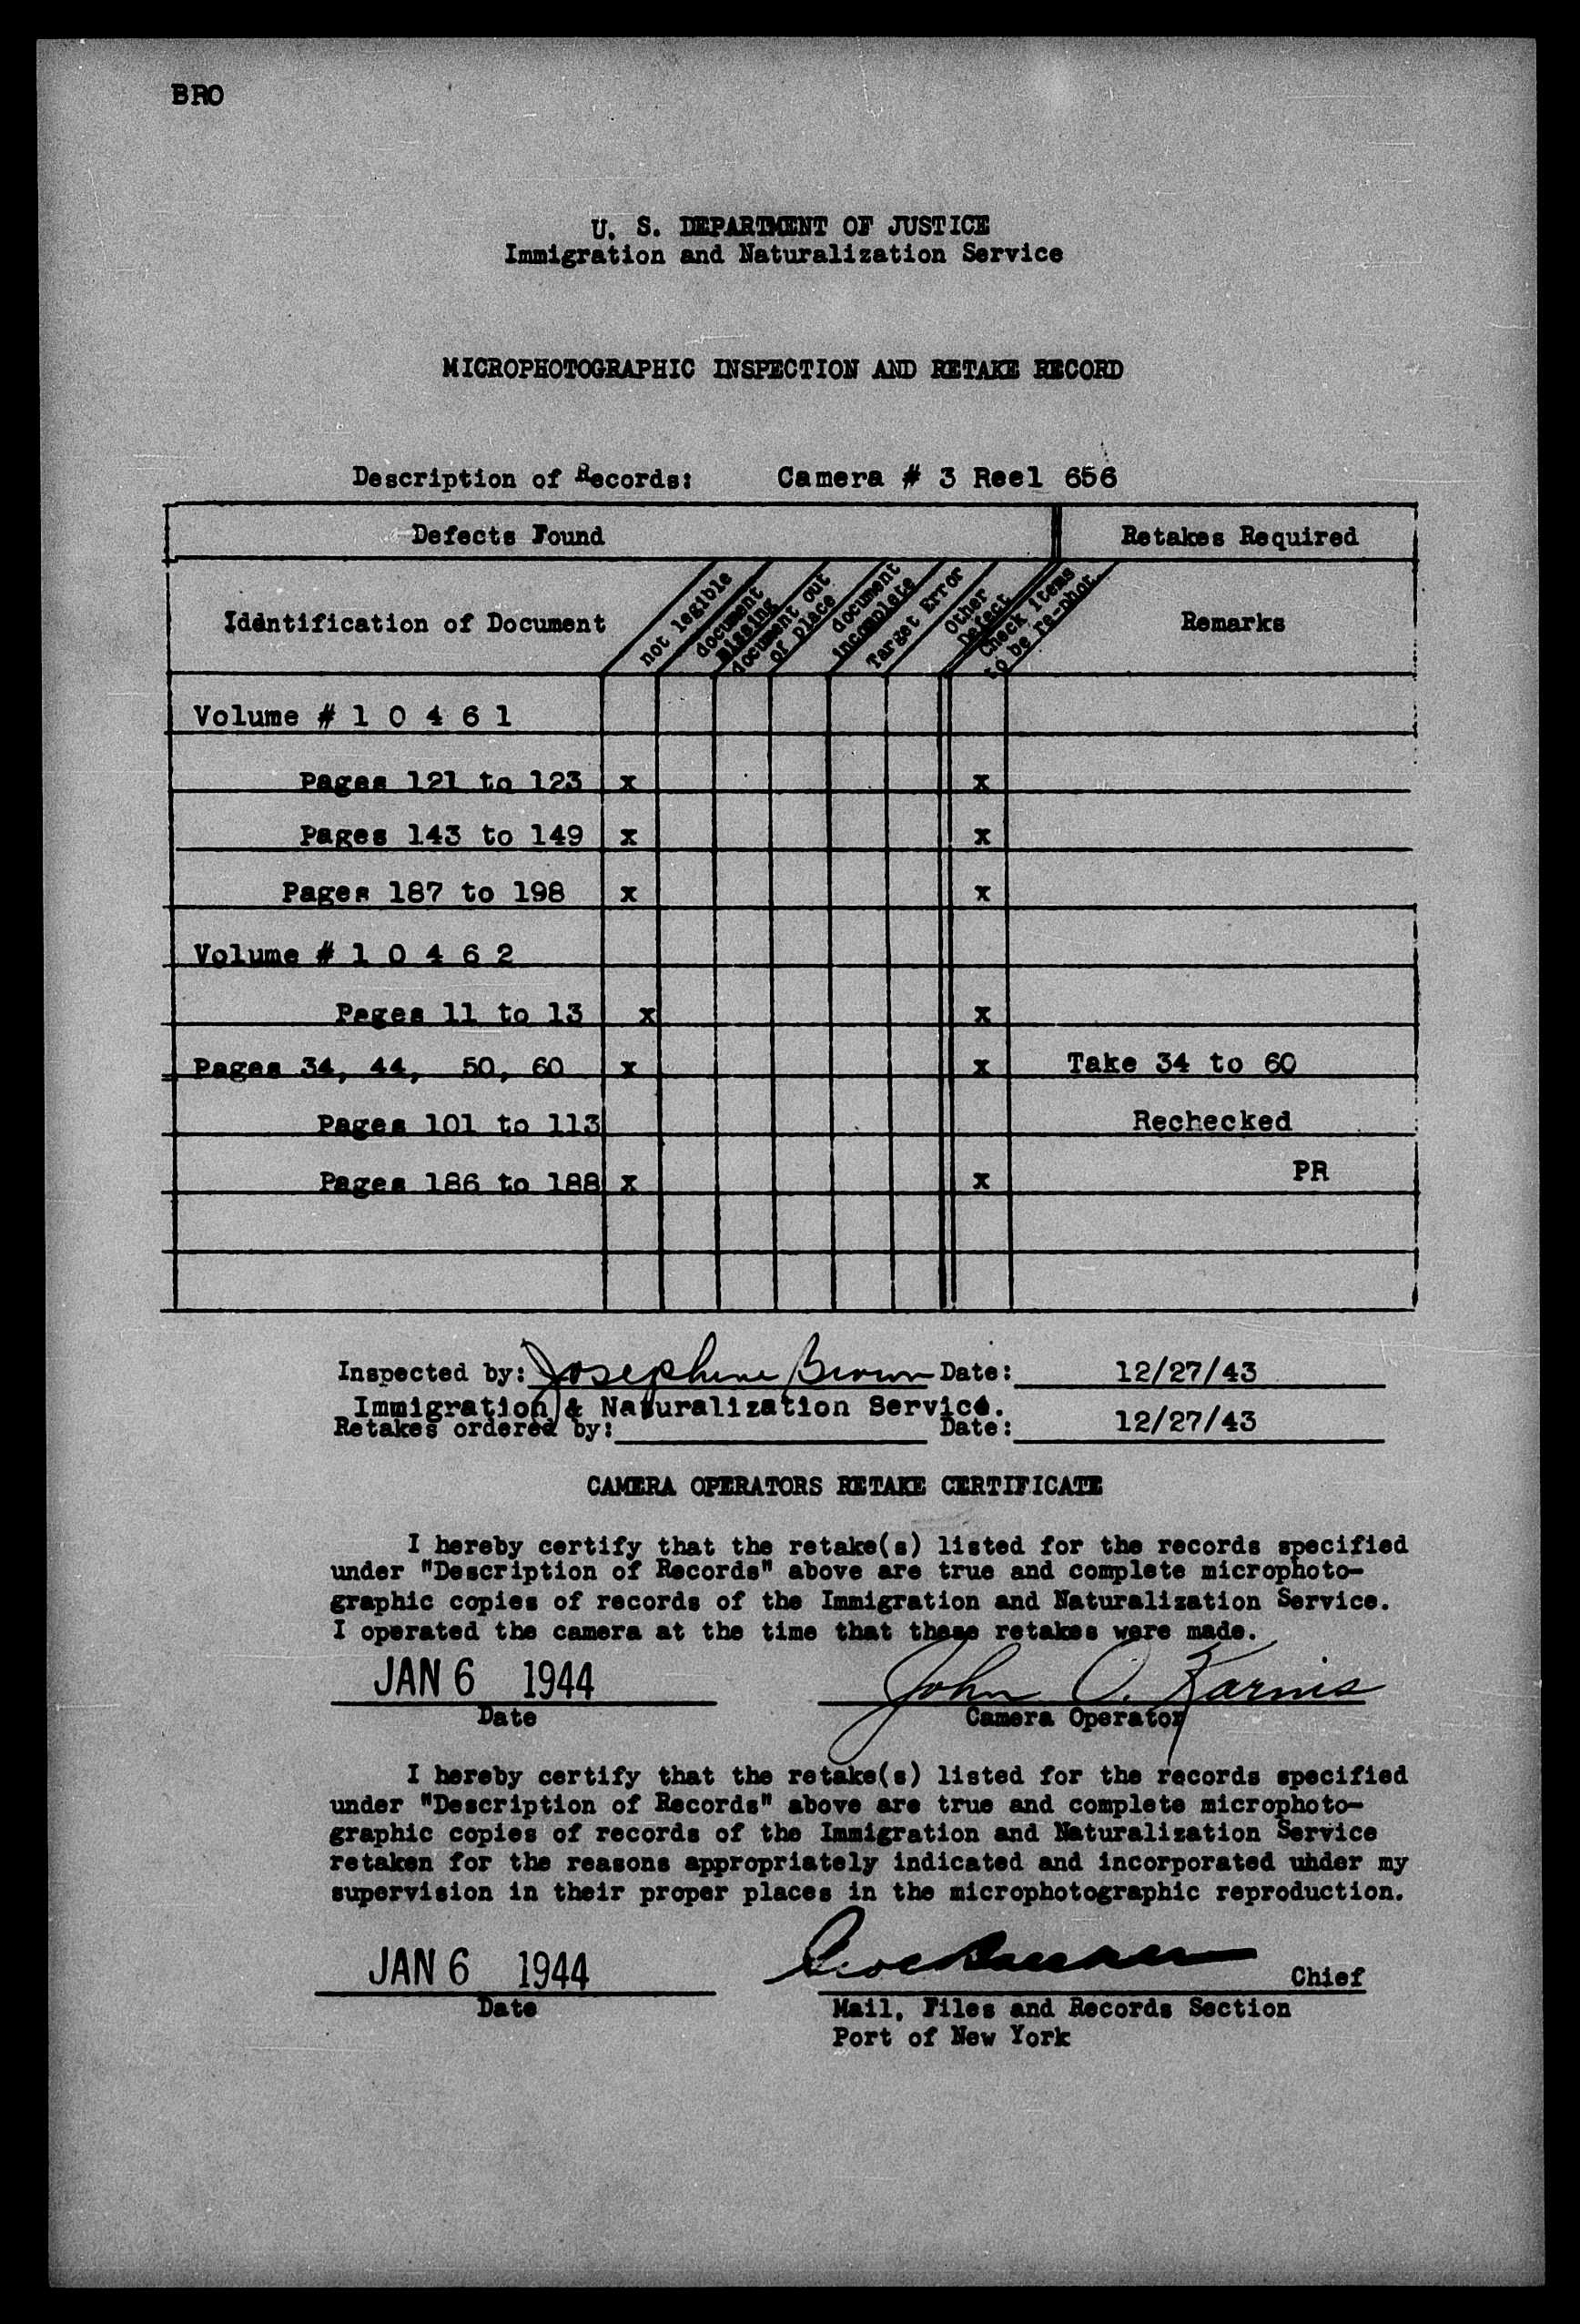 BRO
U. S. DEPARTMENT OF JUSTICE
Immigration and Naturalization Service
MICROPHOTOGRAPHIC INSPECTION AND RETAKE RECORD
Description of Records: Camera # 3 Reel 656
Defects Found Retakes Required
Identification of Document
not legible
document missing
document out of place
document incomplete
Target Error
Other Defect
Check items to be re-phot.
Remarks
Volume # 1 0 4 6 1
Pages 121 to 123 x x
Pages 143 to 149 x x
Pages 187 to 198 x x
Volume # 1 0 4 6 2
Pages 11 to 13 x x
Pages 34, 44, 50, 60 x x Take 34 to 60
Pages 101 to 113 Rechecked
Pages 186 to 188 x x PR
Inspected by: Josephine Brown Date: 12/27/43
Immigration & Naturalization Service.
Retakes ordered by: Date: 12/27/43
CAMERA OPERATORS RETAKE CERTIFICATE
I hereby certify that the retake(s) listed for the records specified
under "Description of Records" above are true and complete microphoto-
graphic copies of records of the Immigration and Naturalization Service.
I operated the camera at the time that these retakes were made.
JAN 6 1944 John O. Karnis
Date Camera Operator
I hereby certify that the retake(s) listed for the records specified
under "Description of Records" above are true and complete microphoto-
graphic copies of records of the Immigration and Naturalization Service
retaken for the reasons appropriately indicated and incorporated under my
supervision in their proper places in the microphotographic reproduction.
JAN 6 1944 Chief
Date Mail, Files and Records Section
Port of New York